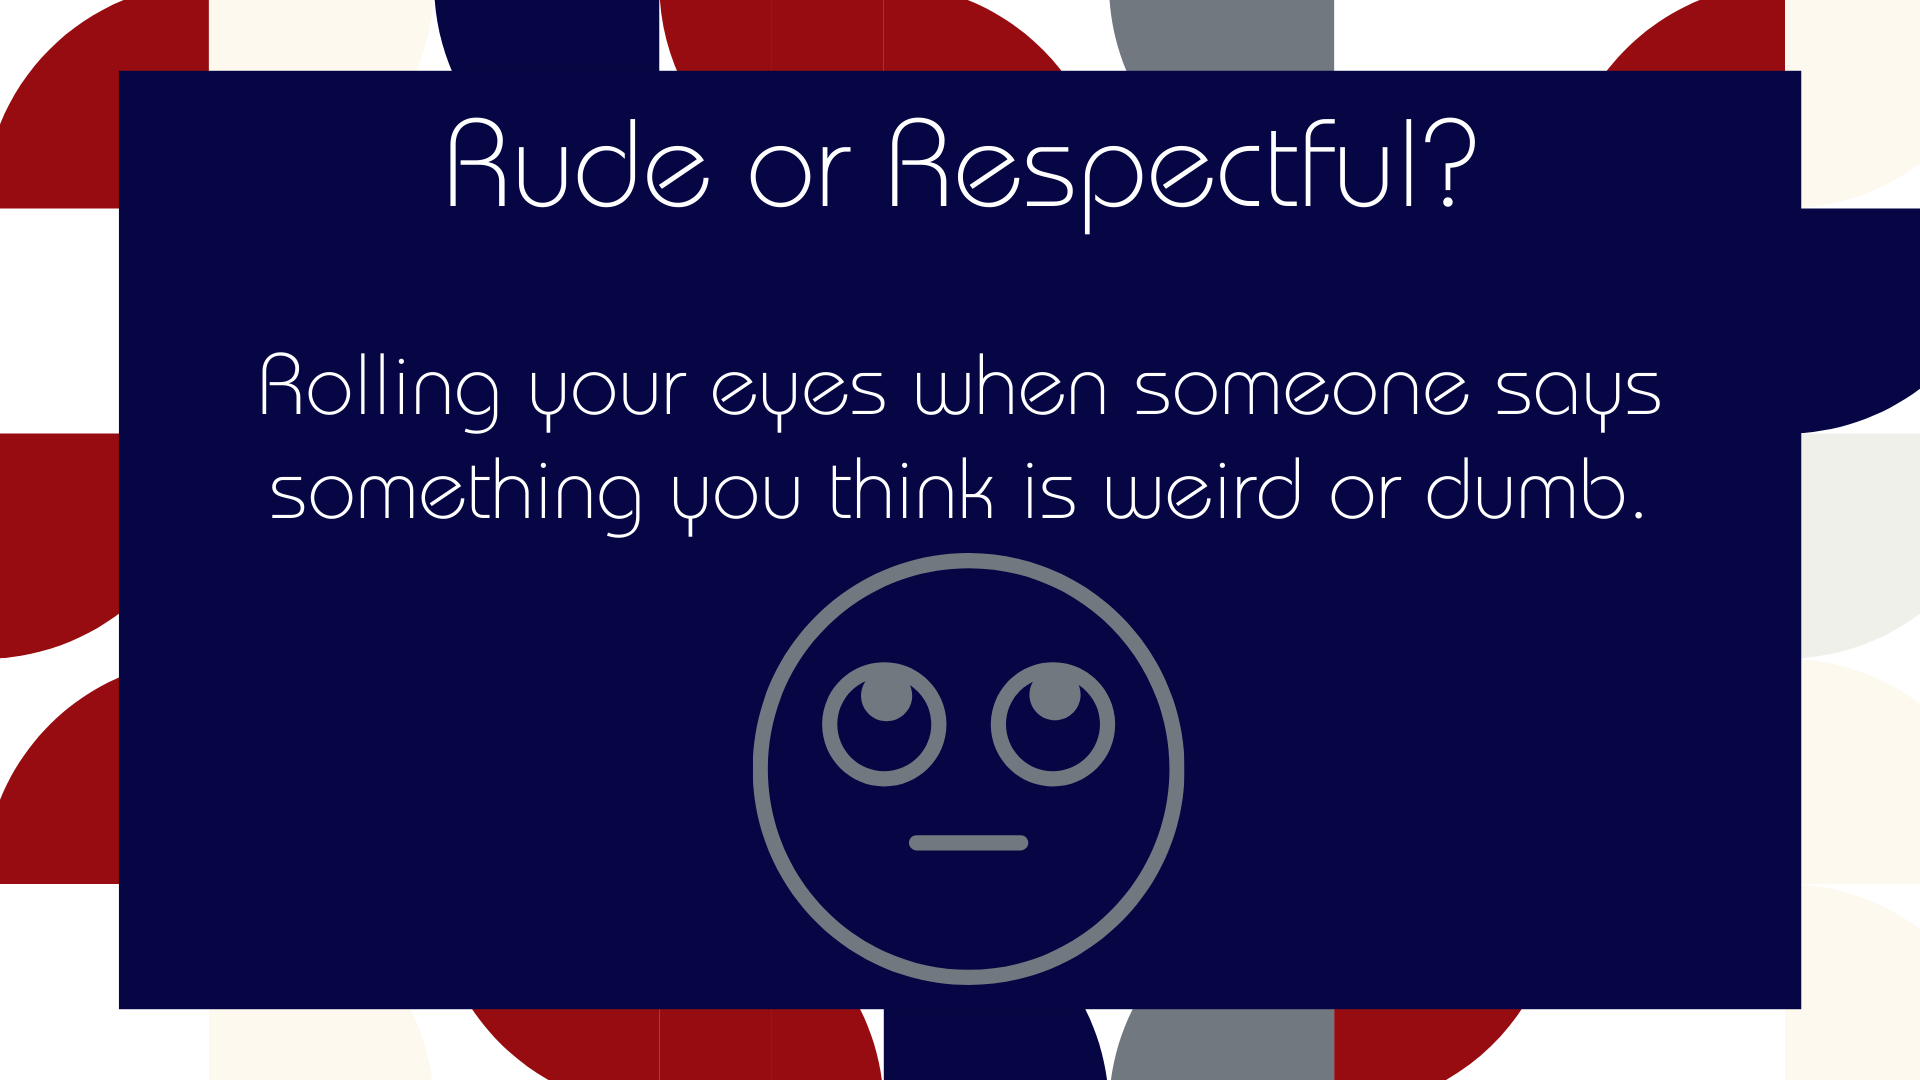 Rude or Respectful?
Rolling your eyes when someone says
something you think is weird or dumb.